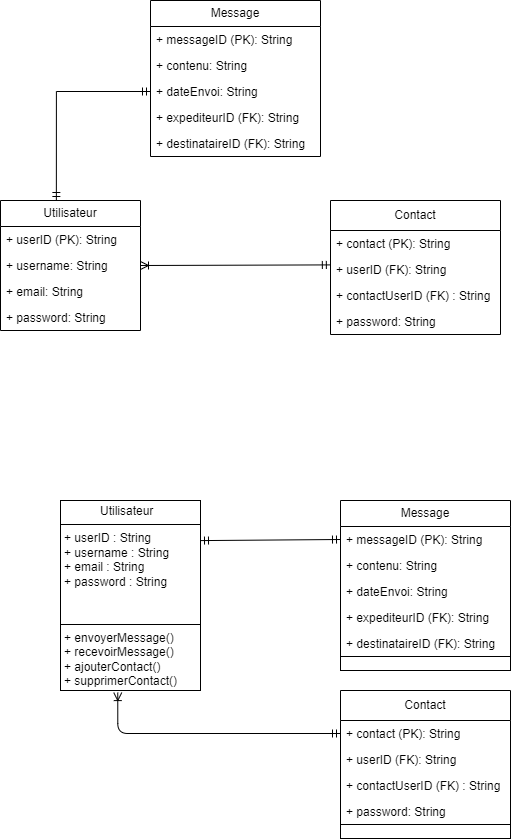 Message
+ messageID (PK): String
+ contenu: String
+ dateEnvoi: String
+ expediteurID (FK): String
+ destinataireID (FK): String
Utilisateur
+ userID (PK): String
+ username: String
+ email: String
+ password: String
Contact
+ contact (PK): String
+ userID (FK): String
+ contactUserID (FK) : String
+ password: String
Utilisateur
+ userID : String
+ username : String
+ email : String
+ password : String
+ envoyerMessage()
+ recevoirMessage()
+ ajouterContact()
+ supprimerContact()
Message
+ messageID (PK): String
+ contenu: String
+ dateEnvoi: String
+ expediteurID (FK): String
+ destinataireID (FK): String
Contact
+ contact (PK): String
+ userID (FK): String
+ contactUserID (FK) : String
+ password: String